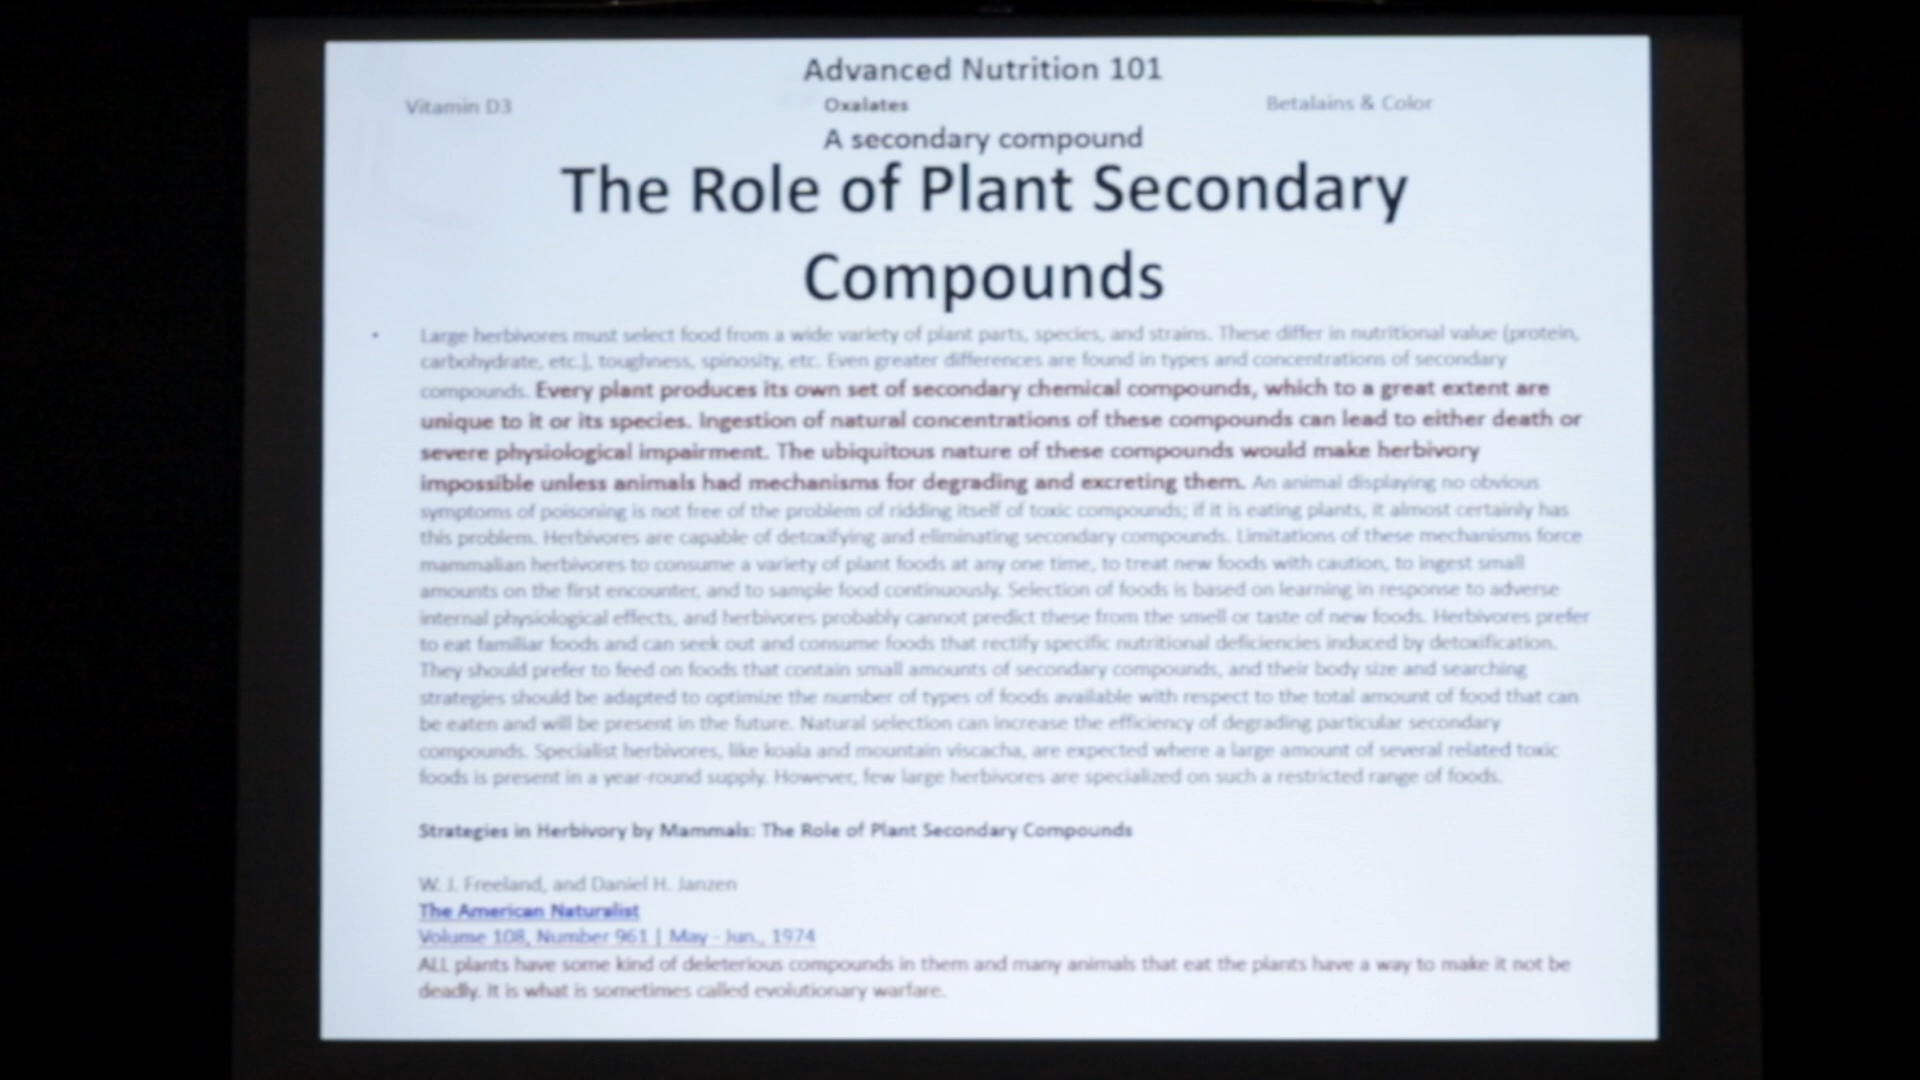 Advanced Nutrition 101
Vitamin D3 Oxalates Betalains & Color
A secondary compound
The Role of Plant Secondary
Compounds
• Large herbivores must select food from a wide variety of plant parts, species, and strains. These differ in nutritional value (protein,
carbohydrate, etc.), toughness, spinosity, etc. Even greater differences are found in types and concentrations of secondary
compounds. Every plant produces its own set of secondary chemical compounds, which to a great extent are
unique to it or its species. Ingestion of natural concentrations of these compounds can lead to either death or
severe physiological impairment. The ubiquitous nature of these compounds would make herbivory
impossible unless animals had mechanisms for degrading and excreting them. An animal displaying no obvious
symptoms of poisoning is not free of the problem of ridding itself of toxic compounds; if it is eating plants, it almost certainly has
this problem. Herbivores are capable of detoxifying and eliminating secondary compounds. Limitations of these mechanisms force
mammalian herbivores to consume a variety of plant foods at any one time, to treat new foods with caution, to ingest small
amounts on the first encounter, and to sample food continuously. Selection of foods is based on learning in response to adverse
internal physiological effects, and herbivores probably cannot predict these from the smell or taste of new foods. Herbivores prefer
to eat familiar foods and can seek out and consume foods that rectify specific nutritional deficiencies induced by detoxification.
They should prefer to feed on foods that contain small amounts of secondary compounds, and their body size and searching
strategies should be adapted to optimize the number of types of foods available with respect to the total amount of food that can
be eaten and will be present in the future. Natural selection can increase the efficiency of degrading particular secondary
compounds. Specialist herbivores, like koala and mountain viscacha, are expected where a large amount of several related toxic
foods is present in a year-round supply. However, few large herbivores are specialized on such a restricted range of foods.
Strategies in Herbivory by Mammals: The Role of Plant Secondary Compounds
W. J. Freeland, and Daniel H. Janzen
The American Naturalist
Volume 108, Number 961 | May - Jun., 1974
ALL plants have some kind of deleterious compounds in them and many animals that eat the plants have a way to make it not be
deadly. It is what is sometimes called evolutionary warfare.